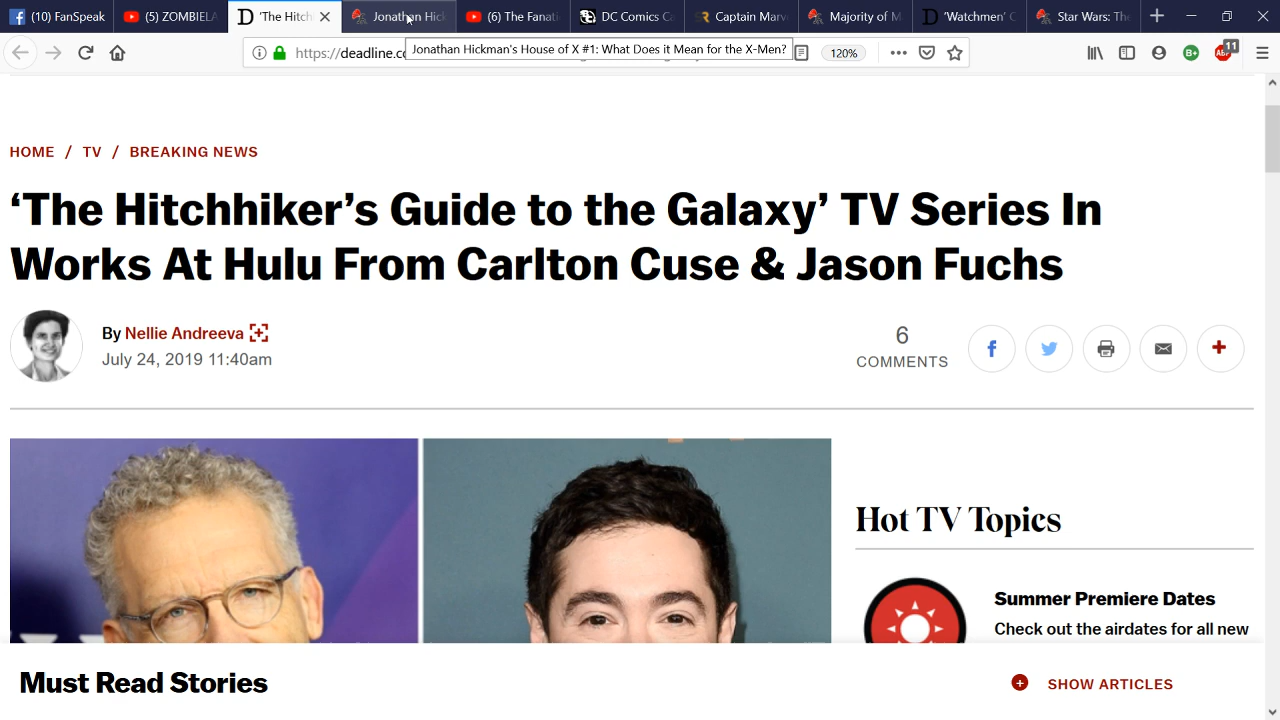 (10) FanSpeak
(5) ZOMBIELA
'The Hitch
Jonathan Hic
(6) The Fanati
DC Comics Ca
Captain Marv
Majority of M
'Watchmen' C
Star Wars: The
https://deadline.co
Jonathan Hickman's House of X #1: What Does it Mean for the X-Men?
120%
11
HOME / TV / BREAKING NEWS
‘The Hitchhiker’s Guide to the Galaxy’ TV Series In
Works At Hulu From Carlton Cuse & Jason Fuchs
By Nellie Andreeva
July 24, 2019 11:40am
6
COMMENTS
Hot TV Topics
Summer Premiere Dates
Check out the airdates for all new
Must Read Stories
SHOW ARTICLES